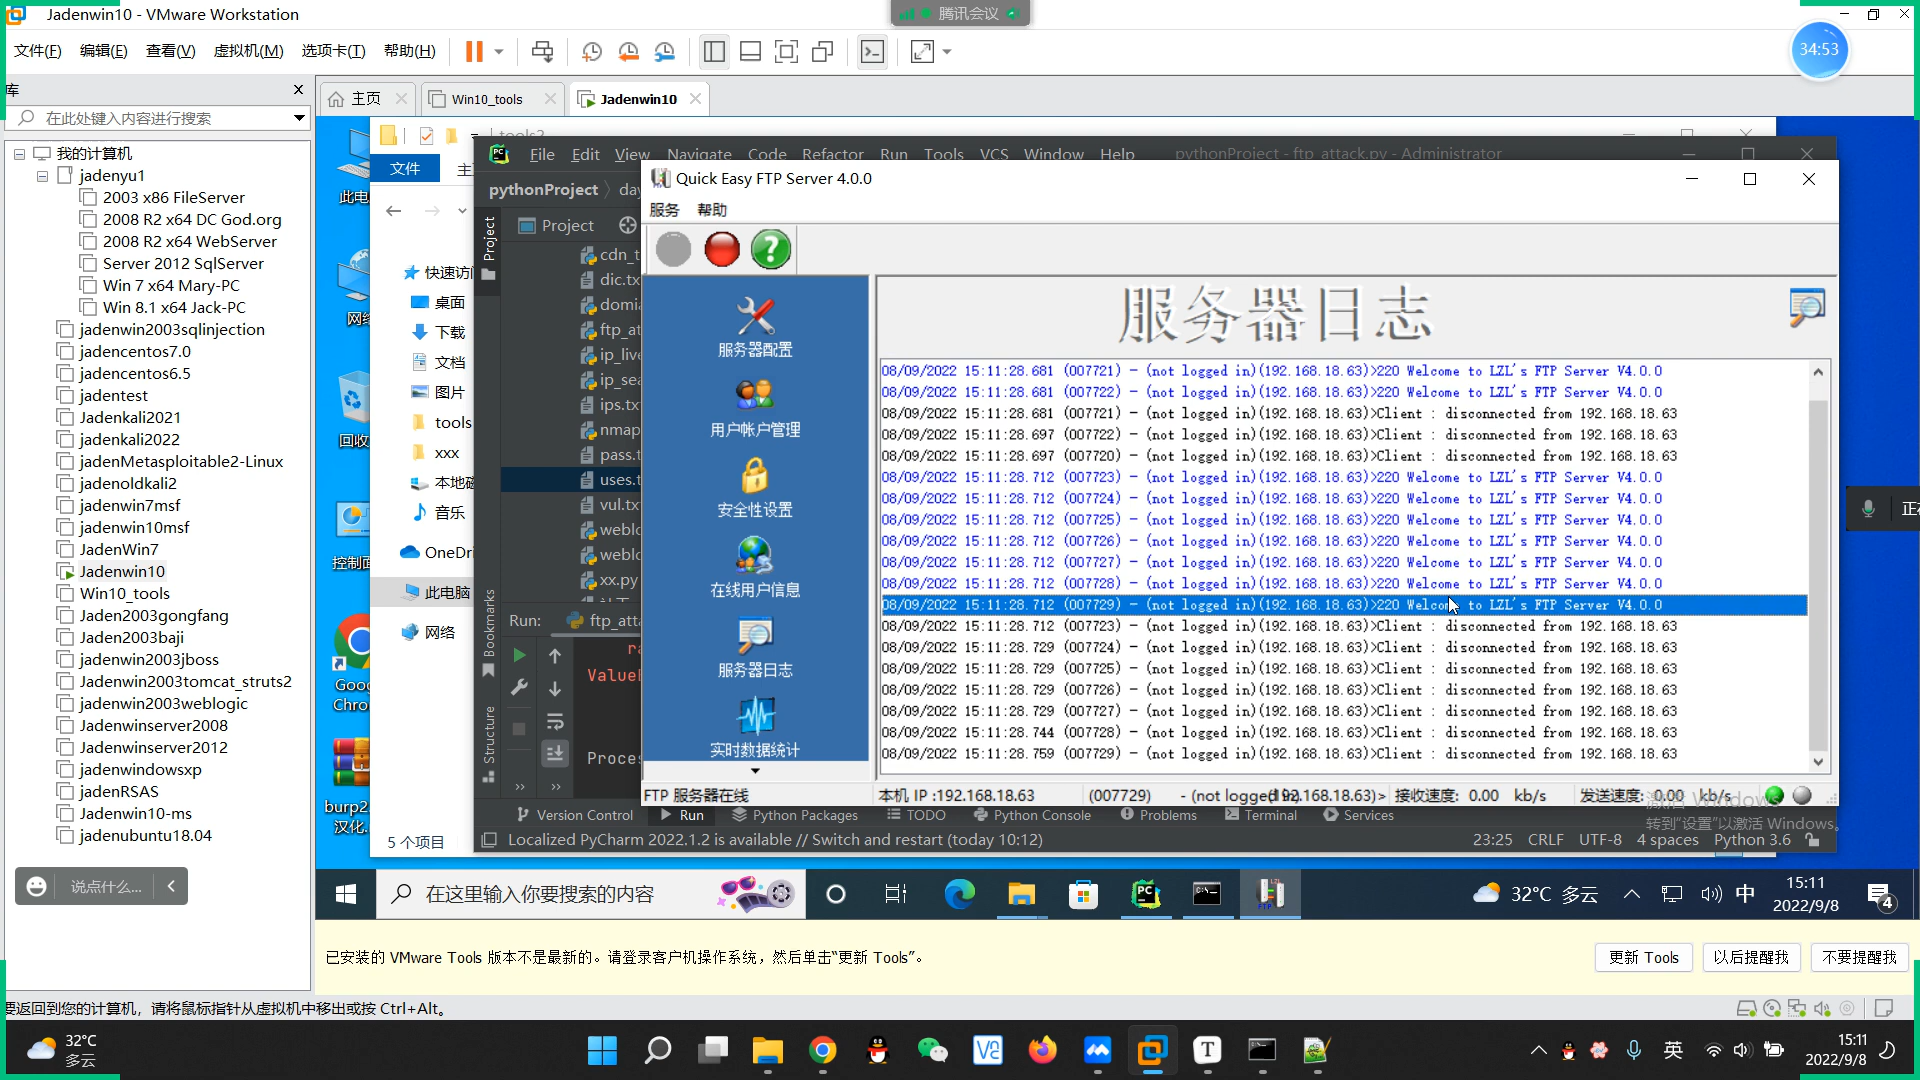 Jadenwin10 - VMware Workstation
腾讯会议
文件(F) 编辑(E) 查看(V) 虚拟机(M) 选项卡(T) 帮助(H)
34:53
库
在此处键入内容进行搜索
我的计算机
jadenyu1
2003 x86 FileServer
2008 R2 x64 DC God.org
2008 R2 x64 WebServer
Server 2012 SqlServer
Win 7 x64 Mary-PC
Win 8.1 x64 Jack-PC
jadenwin2003sqlinjection
jadencentos7.0
jadencentos6.5
jadentest
Jadenkali2021
jadenkali2022
jadenMetasploitable2-Linux
jadenoldkali2
jadenwin7msf
jadenwin10msf
JadenWin7
Jadenwin10
Win10_tools
Jaden2003gongfang
Jaden2003baji
jadenwin2003jboss
Jadenwin2003tomcat_struts2
jadenwin2003weblogic
Jadenwinserver2008
Jadenwinserver2012
jadenwindowsxp
jadenRSAS
Jadenwin10-ms
jadenubuntu18.04
说点什么...
主页 Win10_tools Jadenwin10
此电
网络
回收
控制面
Goo
Chro
burp2
汉化.
tools2
文件 主
快速访问
桌面
下载
文档
图片
tools
xxx
本地磁
音乐
OneDri
此电脑
网络
5 个项目
File Edit View Navigate Code Refactor Run Tools VCS Window Help pythonProject - ftp_attack.py - Administrator
pythonProject day
Project
Project
cdn_t
dic.tx
domai
ftp_at
ip_live
ip_sea
ips.tx
nmap
pass.t
uses.t
vul.tx
weblo
weblo
xx.py
Bookmarks
Structure
Run: ftp_atta
ra
ValueE
Proces
Version Control Run Python Packages TODO Python Console Problems Terminal Services
Localized PyCharm 2022.1.2 is available // Switch and restart (today 10:12) 23:25 CRLF UTF-8 4 spaces Python 3.6
Quick Easy FTP Server 4.0.0
服务 帮助
服务器配置
用户帐户管理
安全性设置
在线用户信息
服务器日志
实时数据统计
服务器日志
08/09/2022 15:11:28.681 (007721) - (not logged in)(192.168.18.63)>220 Welcome to LZL's FTP Server V4.0.0
08/09/2022 15:11:28.681 (007722) - (not logged in)(192.168.18.63)>220 Welcome to LZL's FTP Server V4.0.0
08/09/2022 15:11:28.681 (007721) - (not logged in)(192.168.18.63)>Client : disconnected from 192.168.18.63
08/09/2022 15:11:28.697 (007722) - (not logged in)(192.168.18.63)>Client : disconnected from 192.168.18.63
08/09/2022 15:11:28.697 (007720) - (not logged in)(192.168.18.63)>Client : disconnected from 192.168.18.63
08/09/2022 15:11:28.712 (007723) - (not logged in)(192.168.18.63)>220 Welcome to LZL's FTP Server V4.0.0
08/09/2022 15:11:28.712 (007724) - (not logged in)(192.168.18.63)>220 Welcome to LZL's FTP Server V4.0.0
08/09/2022 15:11:28.712 (007725) - (not logged in)(192.168.18.63)>220 Welcome to LZL's FTP Server V4.0.0
08/09/2022 15:11:28.712 (007726) - (not logged in)(192.168.18.63)>220 Welcome to LZL's FTP Server V4.0.0
08/09/2022 15:11:28.712 (007727) - (not logged in)(192.168.18.63)>220 Welcome to LZL's FTP Server V4.0.0
08/09/2022 15:11:28.712 (007728) - (not logged in)(192.168.18.63)>220 Welcome to LZL's FTP Server V4.0.0
08/09/2022 15:11:28.712 (007729) - (not logged in)(192.168.18.63)>220 Welcome to LZL's FTP Server V4.0.0
08/09/2022 15:11:28.712 (007723) - (not logged in)(192.168.18.63)>Client : disconnected from 192.168.18.63
08/09/2022 15:11:28.729 (007724) - (not logged in)(192.168.18.63)>Client : disconnected from 192.168.18.63
08/09/2022 15:11:28.729 (007725) - (not logged in)(192.168.18.63)>Client : disconnected from 192.168.18.63
08/09/2022 15:11:28.729 (007726) - (not logged in)(192.168.18.63)>Client : disconnected from 192.168.18.63
08/09/2022 15:11:28.729 (007727) - (not logged in)(192.168.18.63)>Client : disconnected from 192.168.18.63
08/09/2022 15:11:28.744 (007728) - (not logged in)(192.168.18.63)>Client : disconnected from 192.168.18.63
08/09/2022 15:11:28.759 (007729) - (not logged in)(192.168.18.63)>Client : disconnected from 192.168.18.63
FTP 服务器在线 本机 IP :192.168.18.63 (007729) - (not logged in)(192.168.18.63)> 接收速度: 0.00 kb/s 发送速度: 0.00 kb/s
激活 Windows
转到"设置"以激活 Windows。
正在
在这里输入你要搜索的内容
32°C 多云 中 15:11
2022/9/8
4
已安装的 VMware Tools 版本不是最新的。请登录客户机操作系统，然后单击"更新 Tools"。
更新 Tools 以后提醒我 不要提醒我
要返回到您的计算机，请将鼠标指针从虚拟机中移出或按 Ctrl+Alt。
32°C
多云
英 15:11
2022/9/8